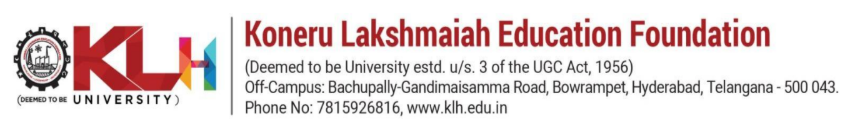 KLH
(DEEMED TO BE UNIVERSITY)
Koneru Lakshmaiah Education Foundation
(Deemed to be University estd. u/s. 3 of the UGC Act, 1956)
Off-Campus: Bachupally-Gandimaisamma Road, Bowrampet, Hyderabad, Telangana - 500 043.
Phone No: 7815926816, www.klh.edu.in